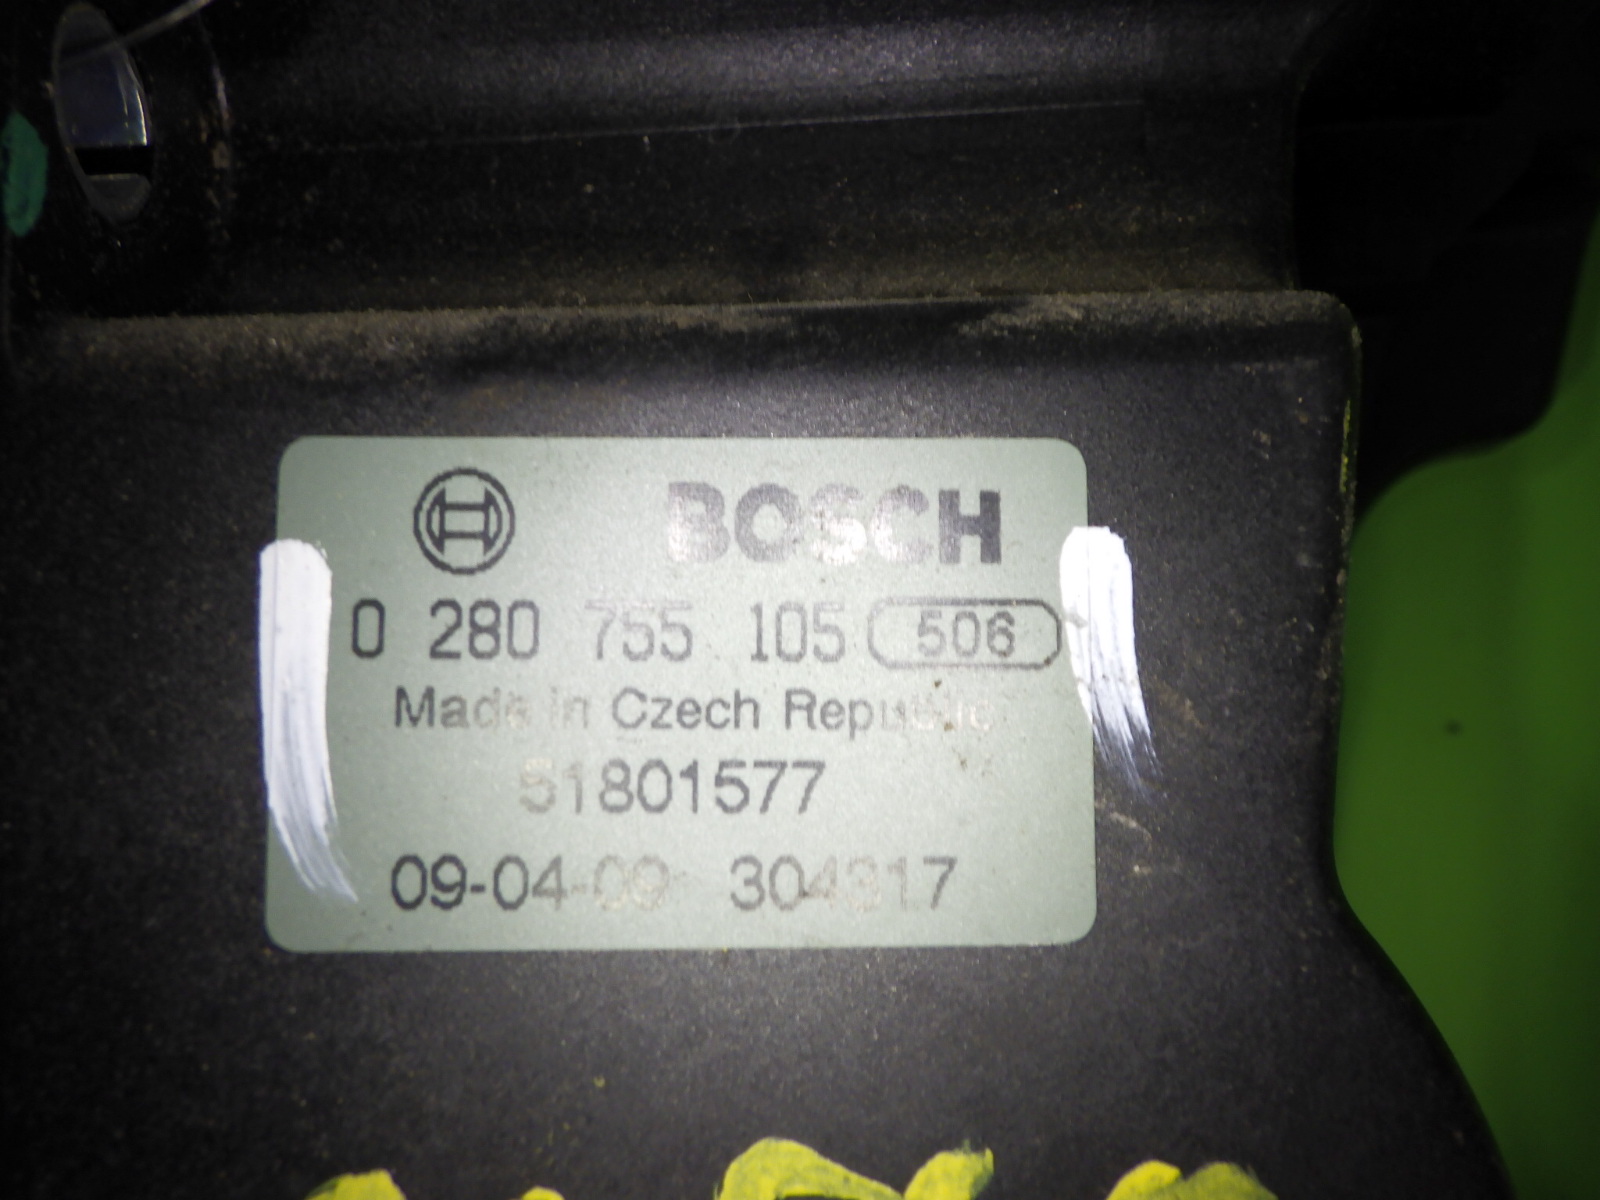 BOSCH
0 280 755 105 506
Made in Czech Republic
51801577
09-04-09 304317